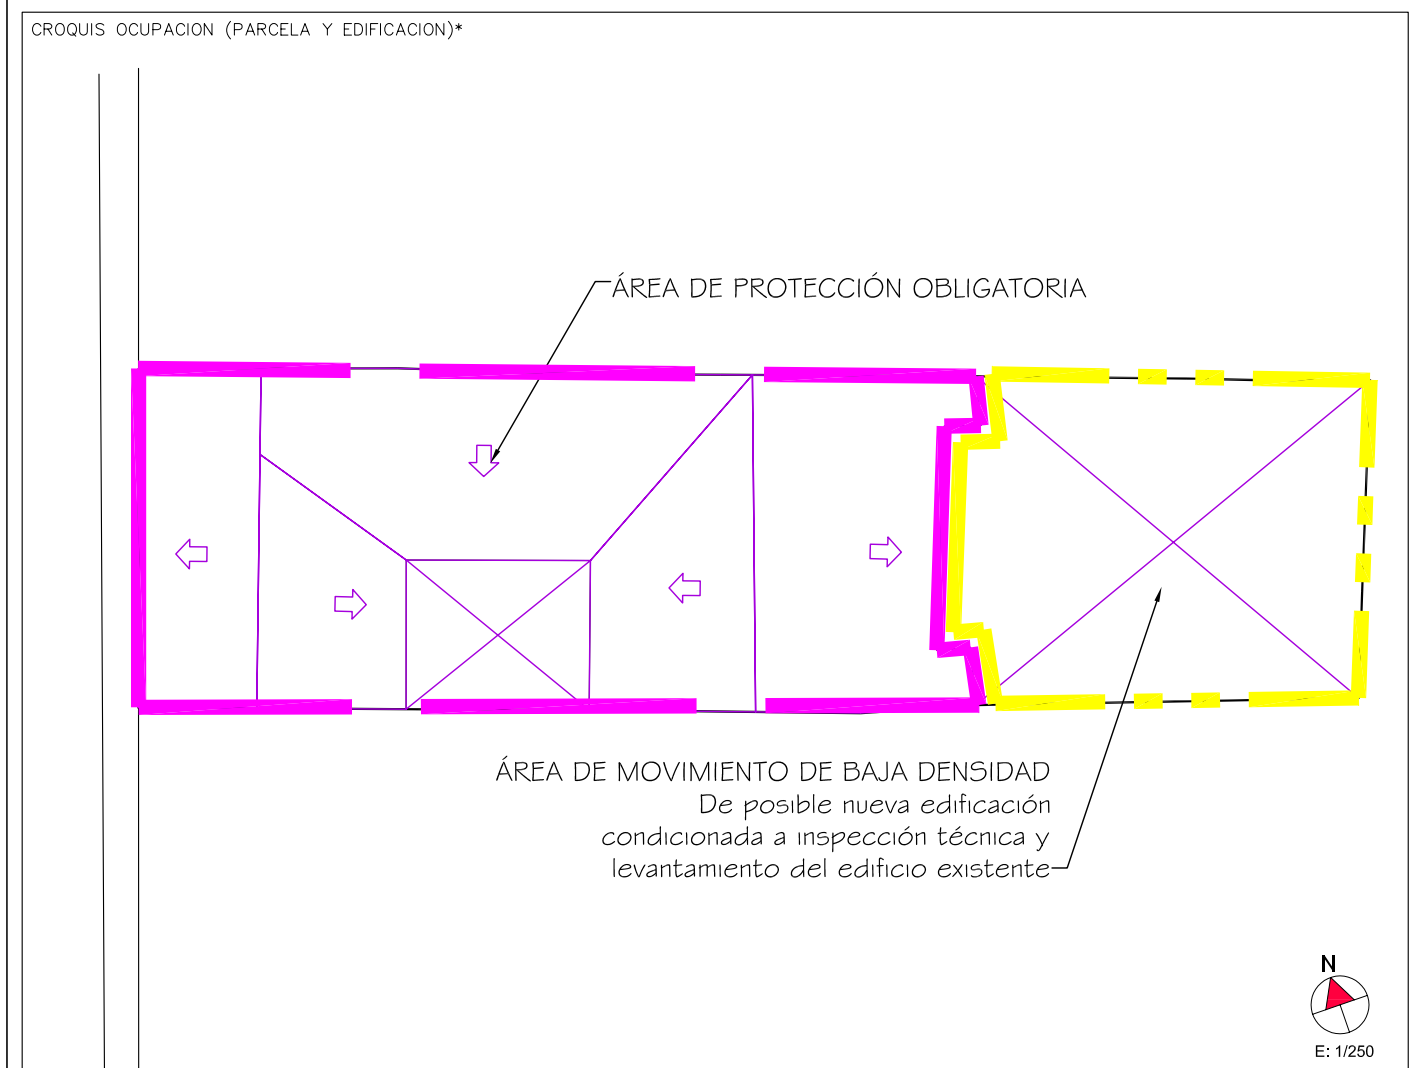 CROQUIS OCUPACION (PARCELA Y EDIFICACION)*
ÁREA DE PROTECCIÓN OBLIGATORIA
ÁREA DE MOVIMIENTO DE BAJA DENSIDAD
De posible nueva edificación
condicionada a inspección técnica y
levantamiento del edificio existente
N
E: 1/250